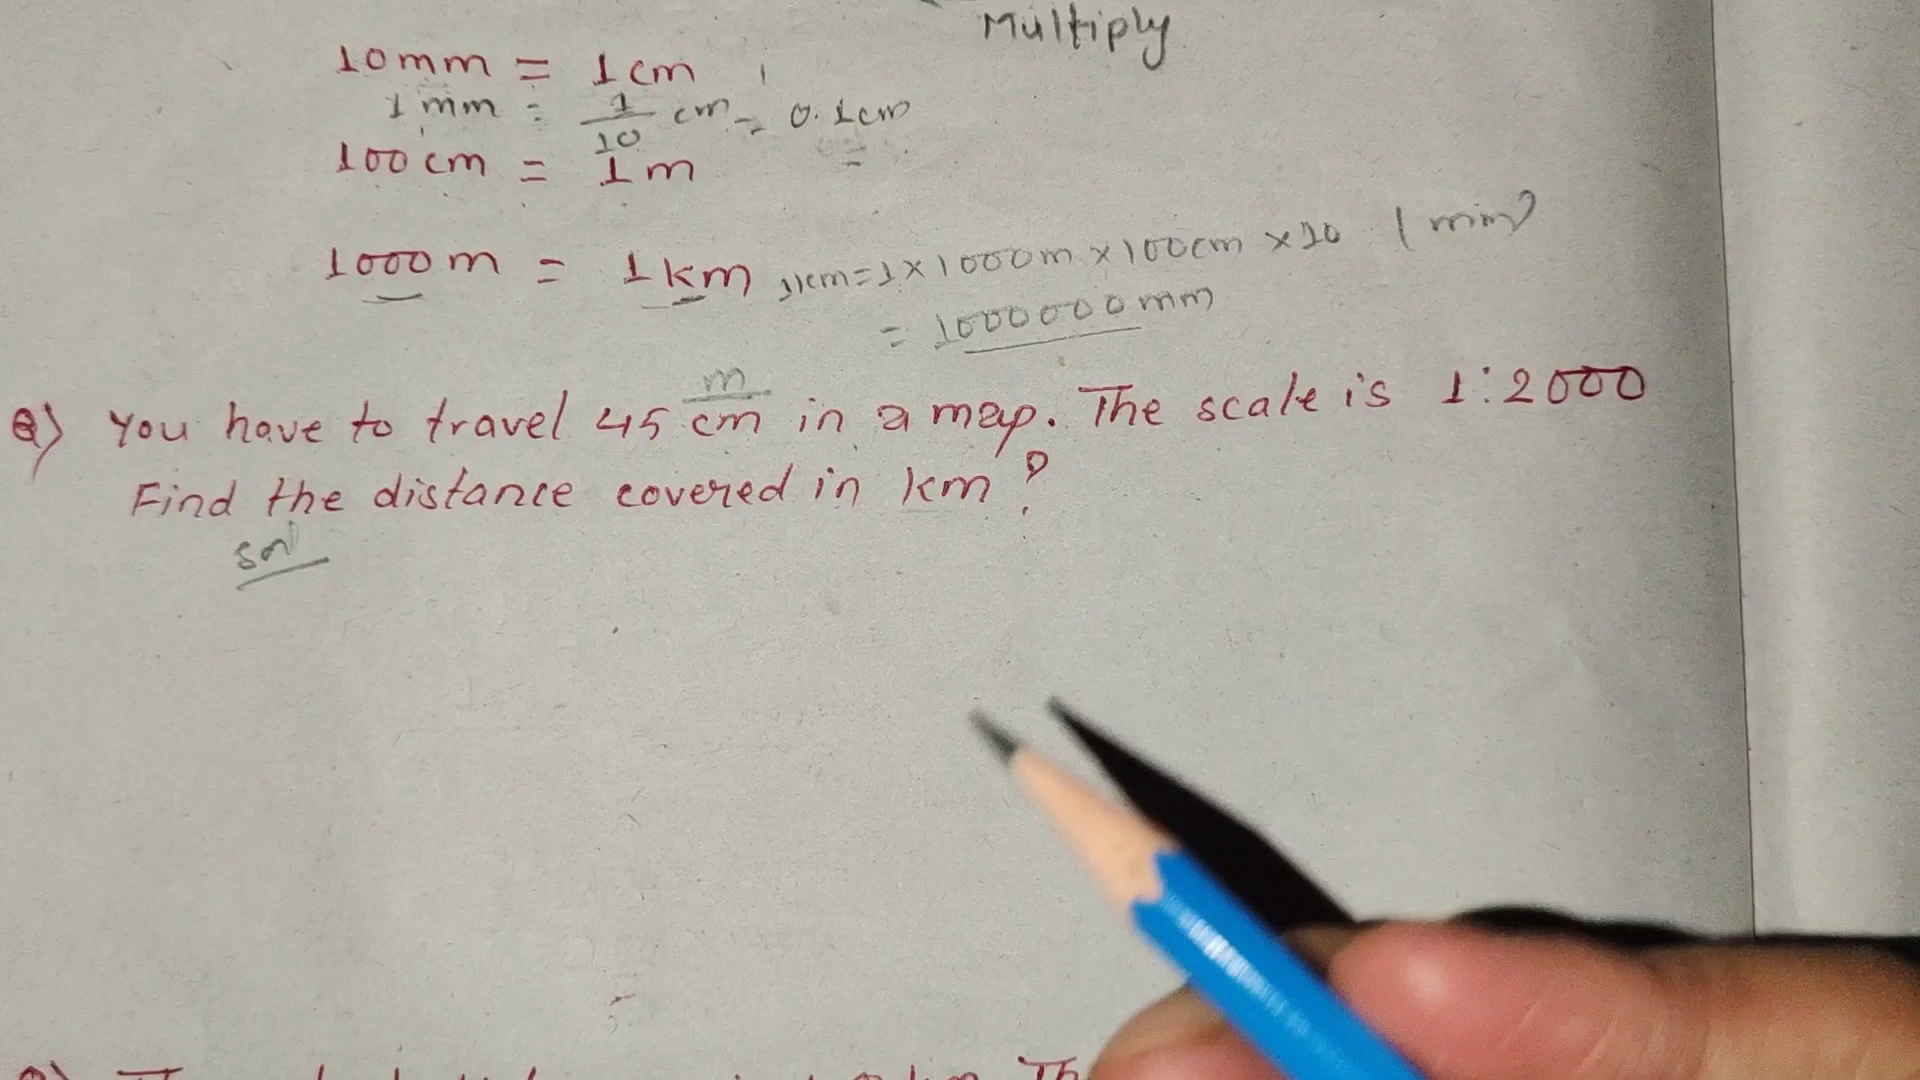 Multiply
10mm = 1cm
1mm = 1/10 cm = 0.1cm
100cm = 1m
1000m = 1km 1km=1×1000m×100cm×10 (min)
= 1000000mm
m
Q) You have to travel 45 cm in a map. The scale is 1:2000
Find the distance covered in km?
Sol